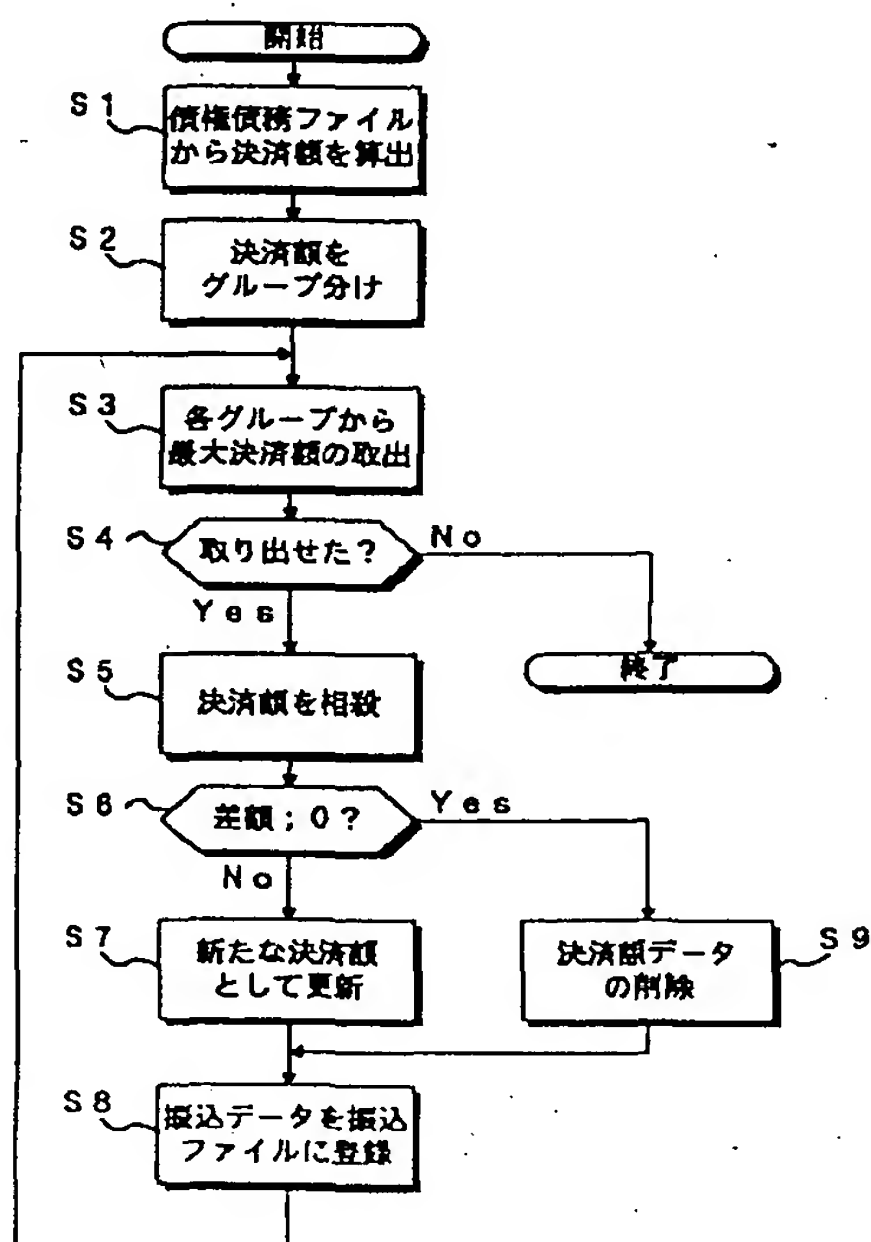 開始
S1
債権債務ファイル
から決済額を算出
S2
決済額を
グループ分け
S3
各グループから
最大決済額の取出
S4
取り出せた?
No
Yes
終了
S5
決済額を相殺
S6
差額;0?
Yes
No
S7
新たな決済額
として更新
決済額データ
の削除
S9
S8
振込データを振込
ファイルに登録